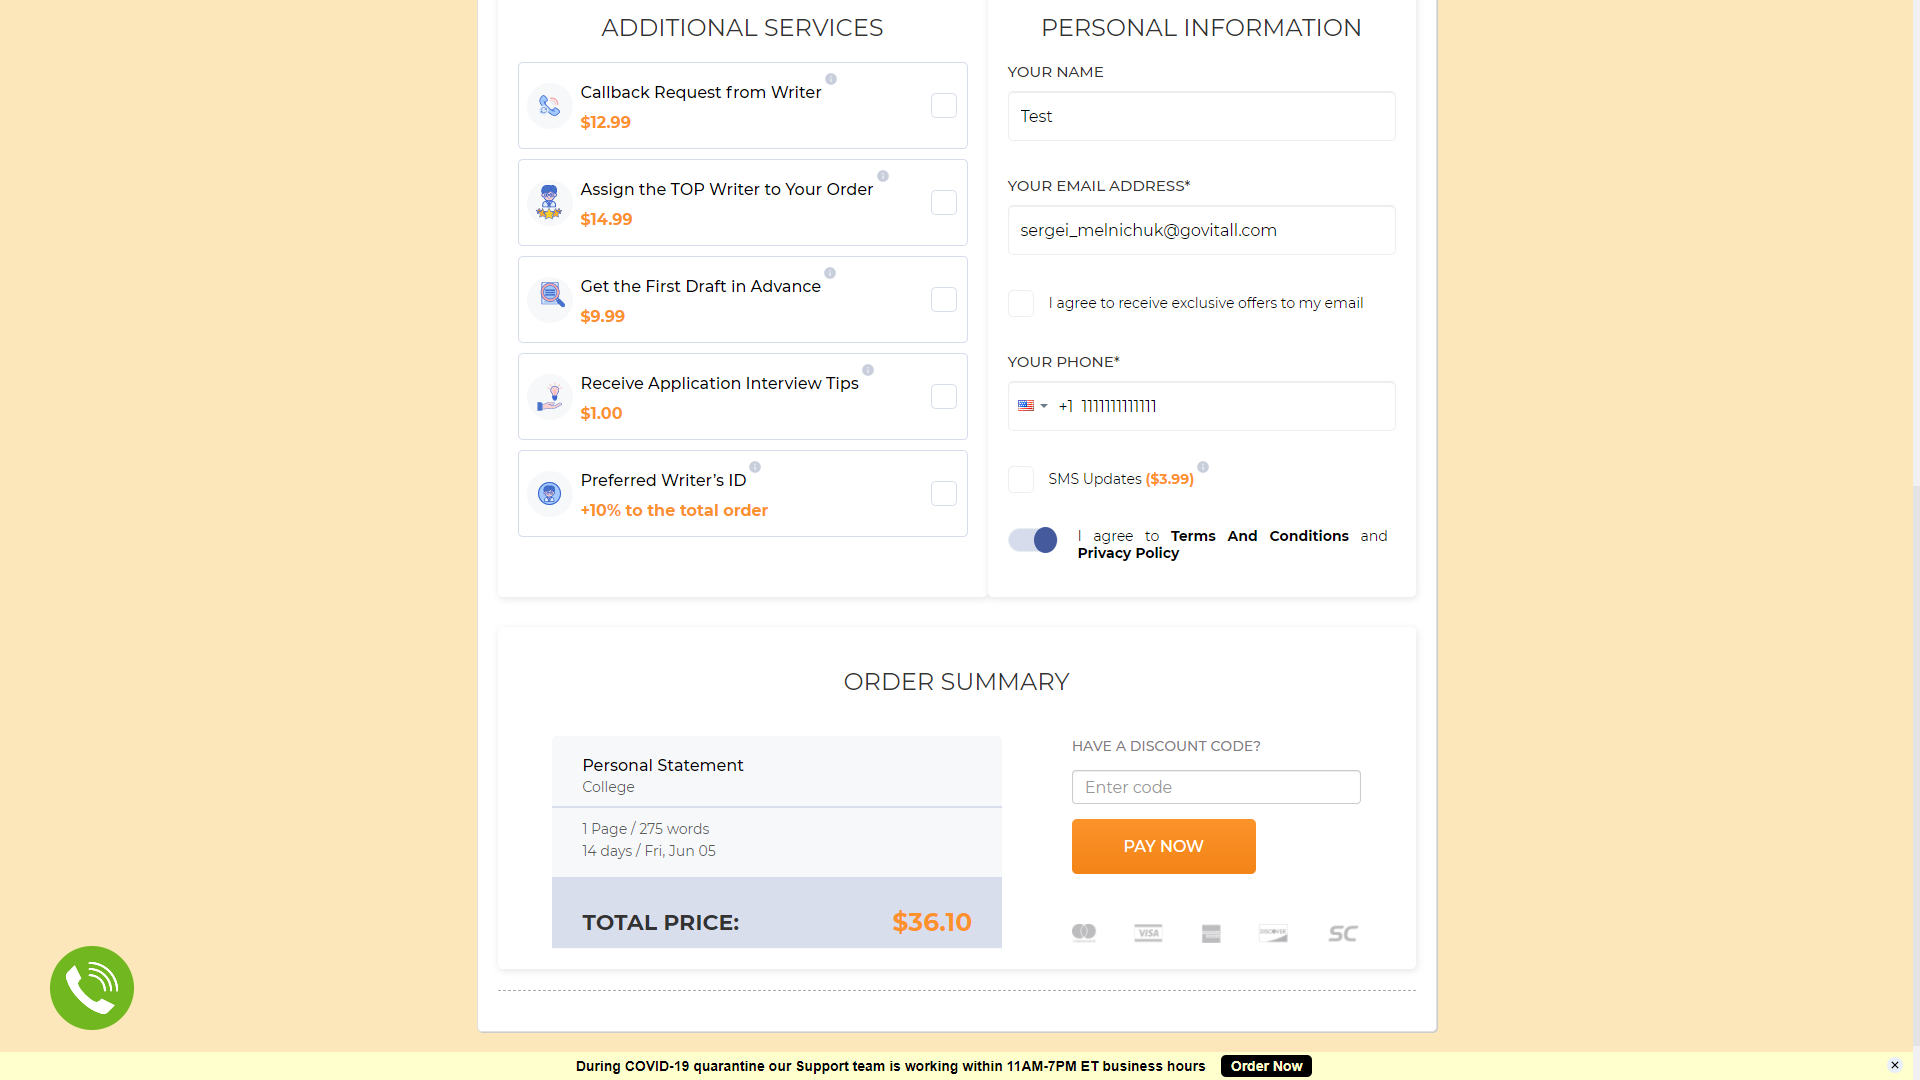 ADDITIONAL SERVICES
Callback Request from Writer
$12.99
Assign the TOP Writer to Your Order
$14.99
Get the First Draft in Advance
$9.99
Receive Application Interview Tips
$1.00
Preferred Writer's ID
+10% to the total order
PERSONAL INFORMATION
YOUR NAME
Test
YOUR EMAIL ADDRESS*
sergei_melnichuk@govitall.com
I agree to receive exclusive offers to my email
YOUR PHONE*
+1 1111111111111
SMS Updates ($3.99)
I agree to Terms And Conditions and
Privacy Policy
ORDER SUMMARY
Personal Statement
College
1 Page / 275 words
14 days / Fri, Jun 05
TOTAL PRICE: $36.10
HAVE A DISCOUNT CODE?
Enter code
PAY NOW
VISA
DISCOVER
SC
During COVID-19 quarantine our Support team is working within 11AM-7PM ET business hours
Order Now